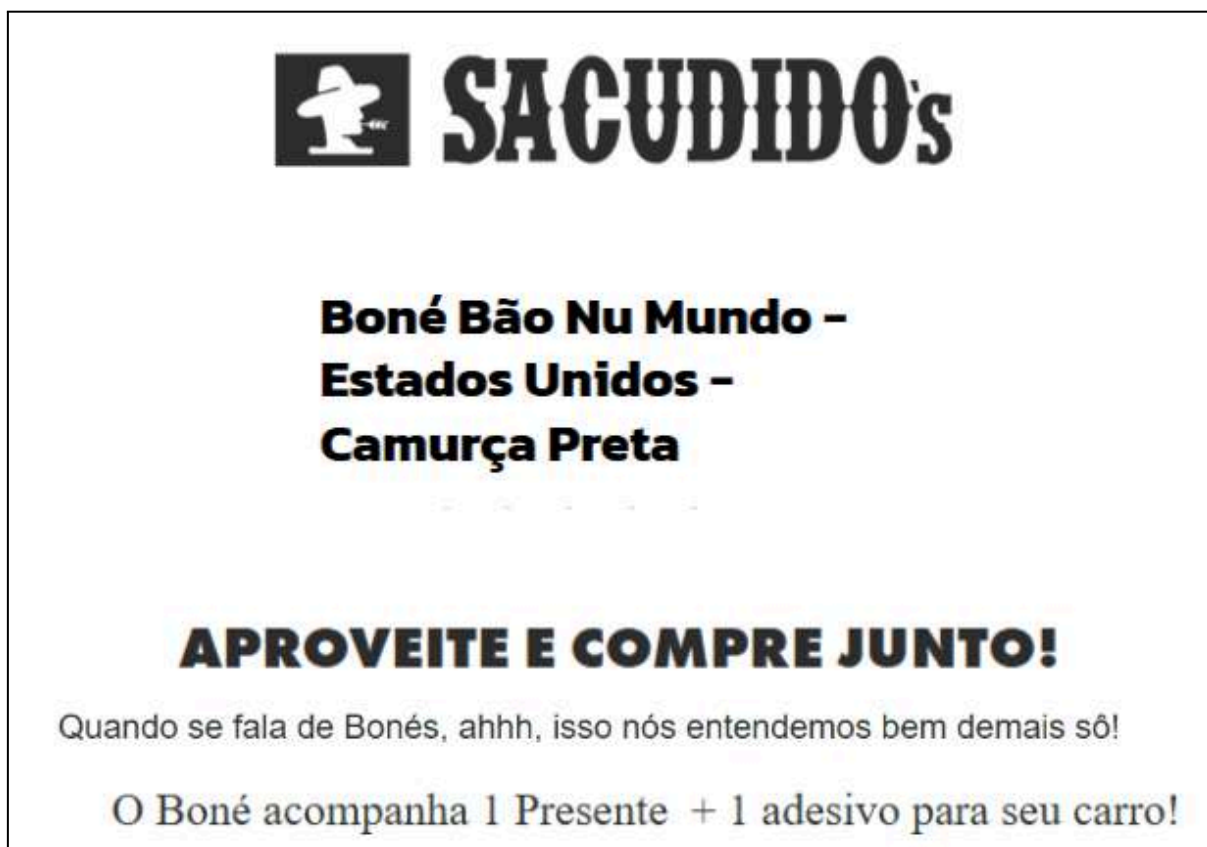 SACUDIDO's
Boné Bão Nu Mundo -
Estados Unidos -
Camurça Preta
APROVEITE E COMPRE JUNTO!
Quando se fala de Bonés, ahhh, isso nós entendemos bem demais sô!
O Boné acompanha 1 Presente + 1 adesivo para seu carro!